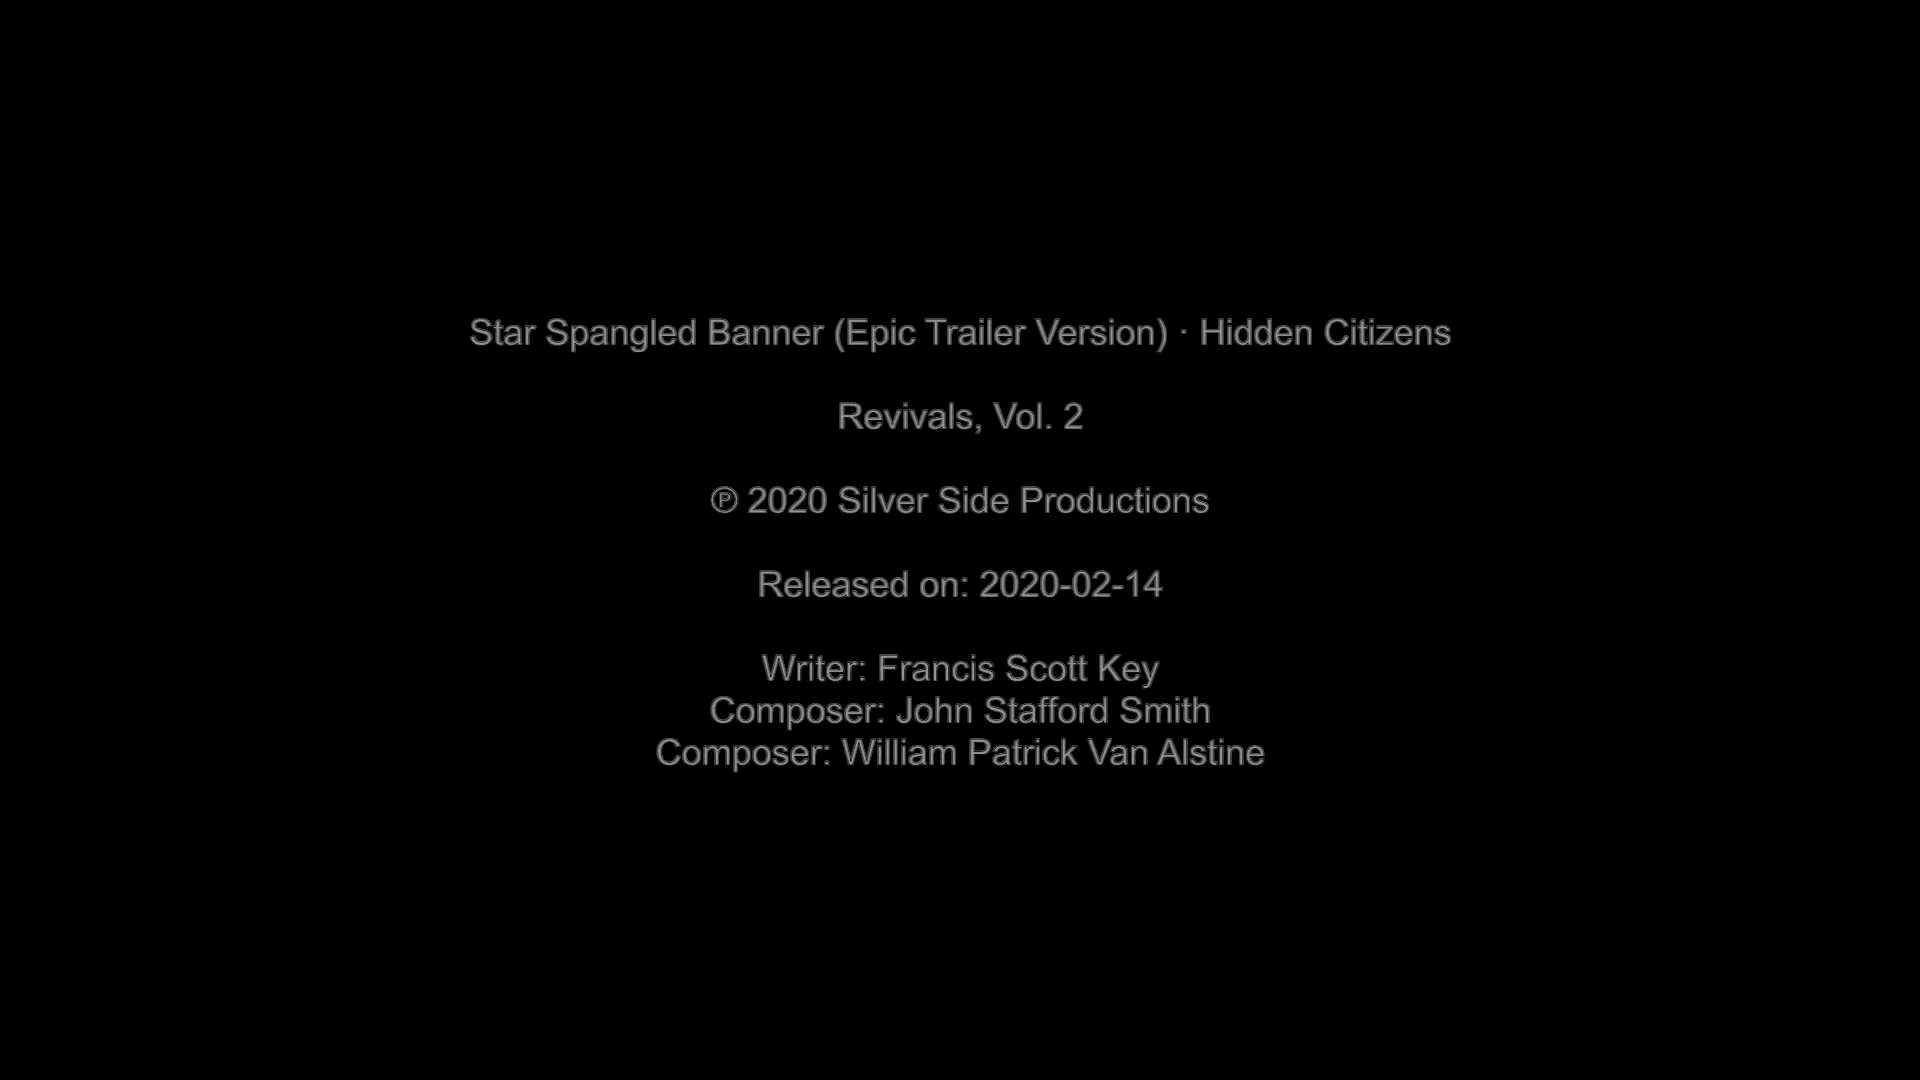 Star Spangled Banner (Epic Trailer Version) · Hidden Citizens
Revivals, Vol. 2
℗ 2020 Silver Side Productions
Released on: 2020-02-14
Writer: Francis Scott Key
Composer: John Stafford Smith
Composer: William Patrick Van Alstine